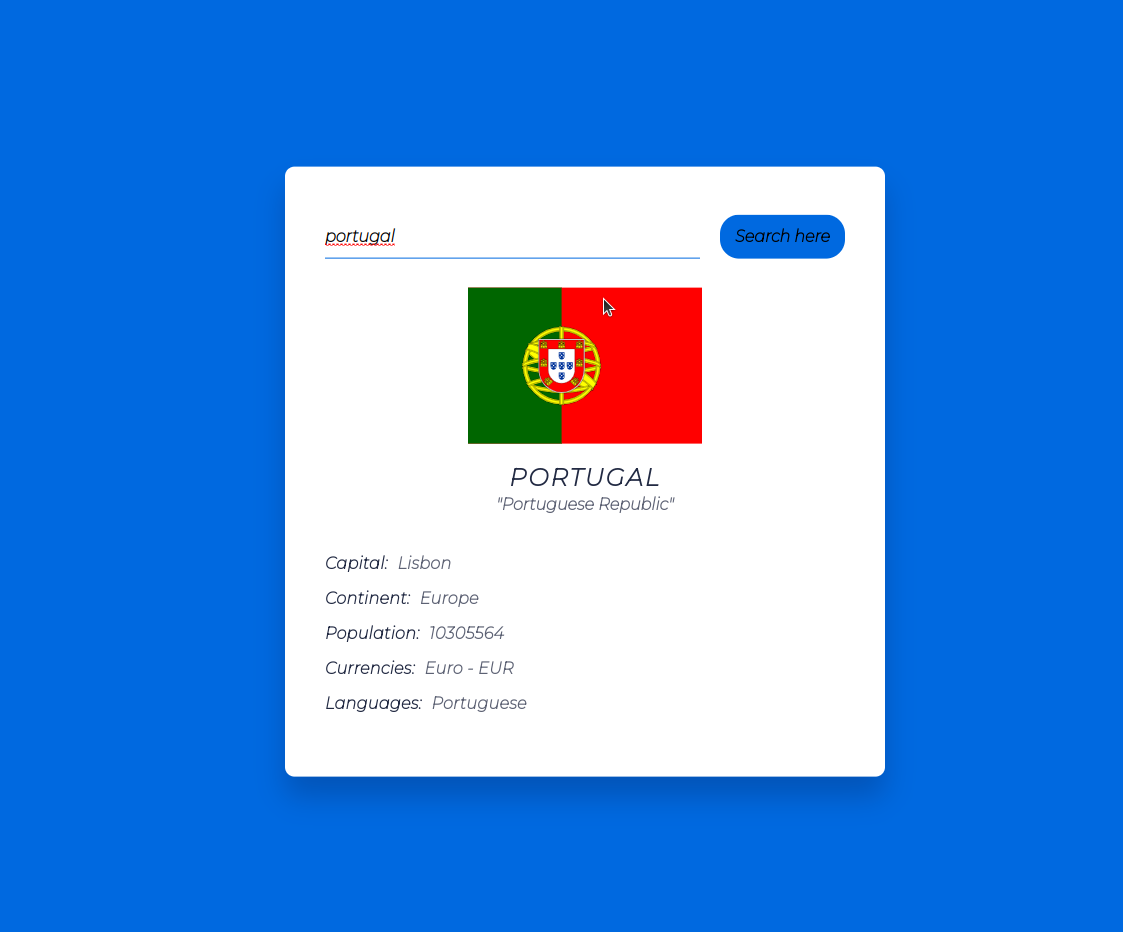 portugal
Search here
PORTUGAL
"Portuguese Republic"
Capital: Lisbon
Continent: Europe
Population: 10305564
Currencies: Euro - EUR
Languages: Portuguese